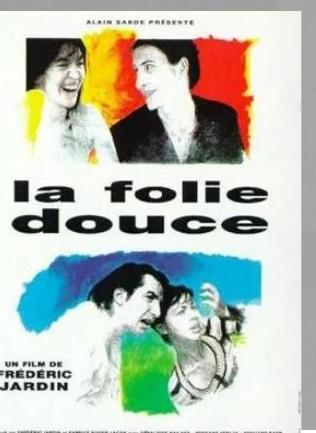 ALAIN SARDE PRÉSENTE
la folie
douce
UN FILM DE
FRÉDÉRIC
JARDIN